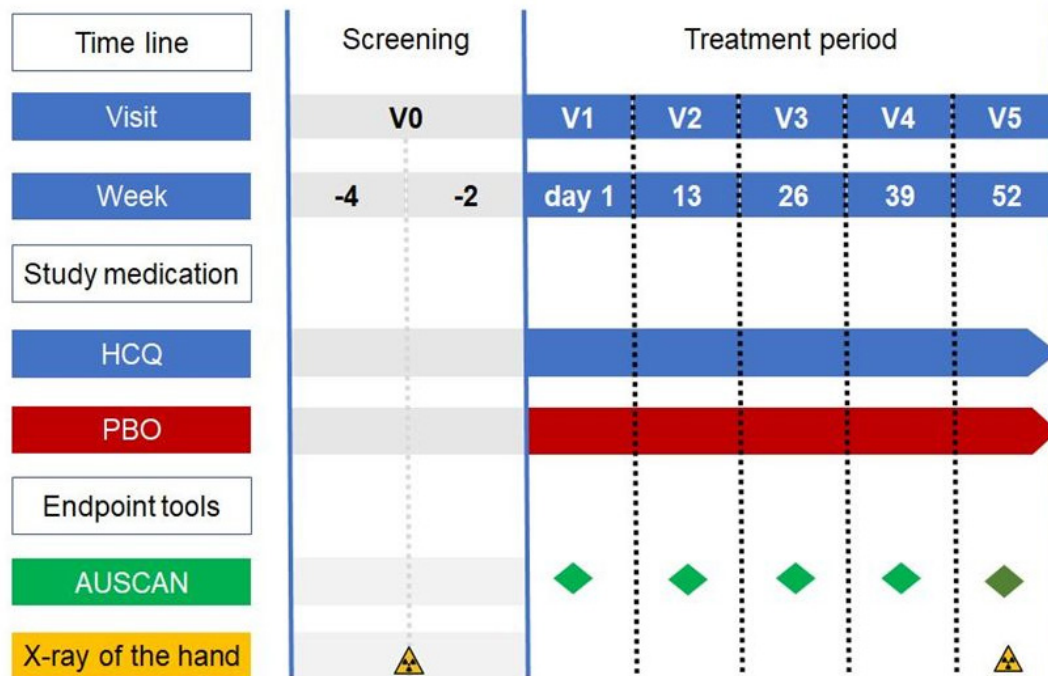 Time line Screening Treatment period
Visit V0 V1 V2 V3 V4 V5
Week -4 -2 day 1 13 26 39 52
Study medication
HCQ
PBO
Endpoint tools
AUSCAN
X-ray of the hand